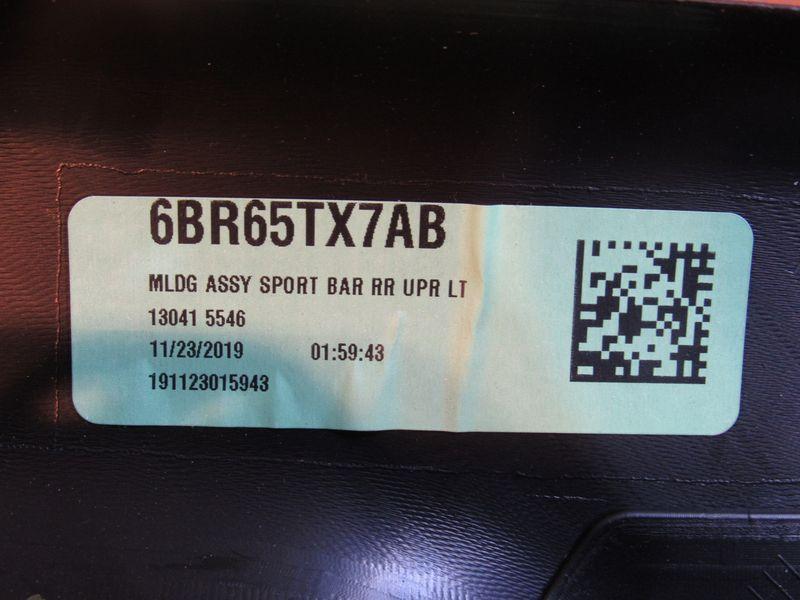 6BR65TX7AB
MLDG ASSY SPORT BAR RR UPR LT
13041 5546
11/23/2019 01:59:43
191123015943